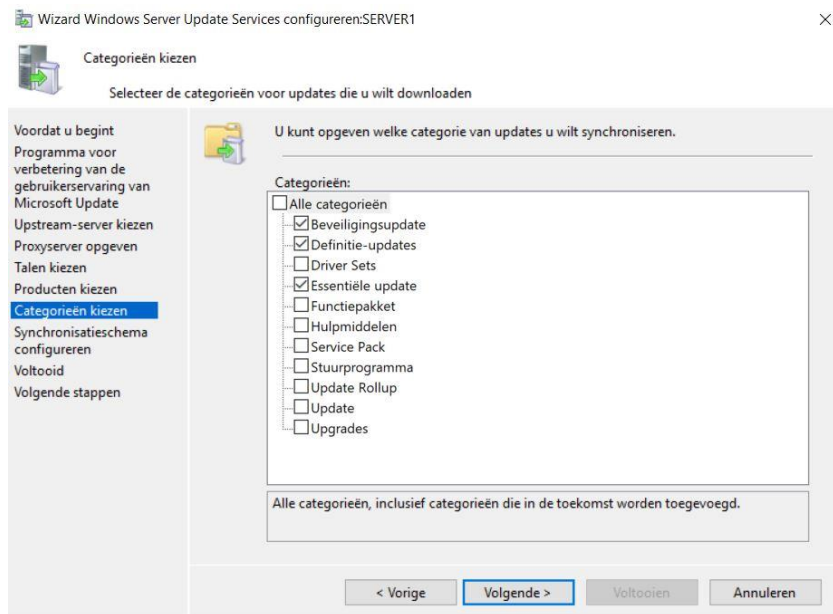 Wizard Windows Server Update Services configureren:SERVER1
Categorieën kiezen
Selecteer de categorieën voor updates die u wilt downloaden
Voordat u begint
Programma voor
verbetering van de
gebruikerservaring van
Microsoft Update
Upstream-server kiezen
Proxyserver opgeven
Talen kiezen
Producten kiezen
Categorieën kiezen
Synchronisatieschema
configureren
Voltooid
Volgende stappen
U kunt opgeven welke categorie van updates u wilt synchroniseren.
Categorieën:
Alle categorieën
Beveiligingsupdate
Definitie-updates
Driver Sets
Essentiële update
Functiepakket
Hulpmiddelen
Service Pack
Stuurprogramma
Update Rollup
Update
Upgrades
Alle categorieën, inclusief categorieën die in de toekomst worden toegevoegd.
< Vorige
Volgende >
Voltooien
Annuleren